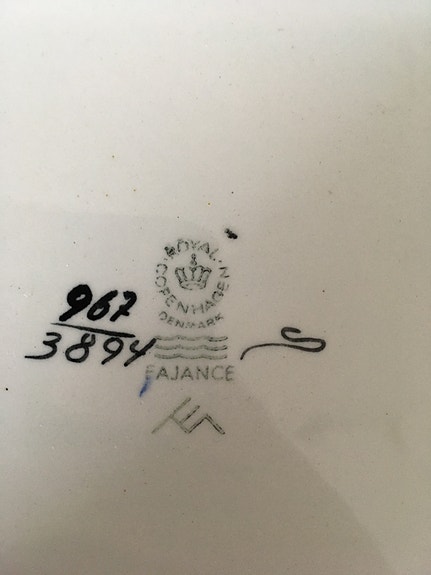 ROYAL COPENHAGEN
DENMARK
967
3894
FAJANCE